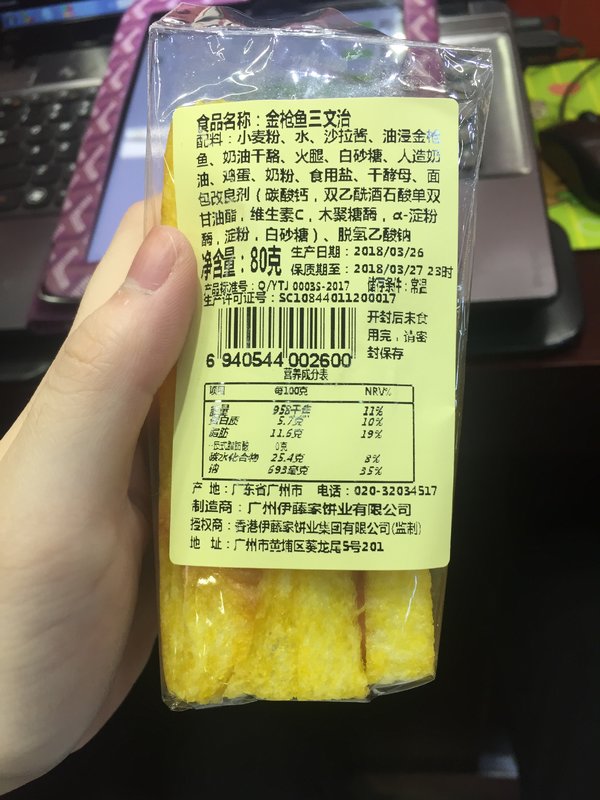 食品名称：金枪鱼三文治
配料：小麦粉、水、沙拉酱、油浸金枪
鱼、奶油干酪、火腿、白砂糖、人造奶
油、鸡蛋、奶粉、食用盐、干酵母、面
包改良剂（碳酸钙，双乙酰酒石酸单双
甘油酯，维生素C，木聚糖酶，α-淀粉
酶，淀粉，白砂糖）、脱氢乙酸钠
净含量：80克
生产日期：2018/03/26
保质期至：2018/03/27 23时
产品标准号：Q/YTJ 0003S-2017 储存条件：常温
生产许可证号：SC10844011200017
开封后未食
用完，请密
封保存
6 940544 002600
营养成分表
项目 每100克 NRV%
能量 958千焦 11%
蛋白质 5.7克 10%
脂肪 11.6克 19%
-反式脂肪酸 0克
碳水化合物 25.4克 8%
钠 693毫克 35%
产 地：广东省广州市 电话：020-32034517
制造商：广州伊藤家饼业有限公司
授权商：香港伊藤家饼业集团有限公司(监制)
地 址：广州市黄埔区葵龙尾5号201